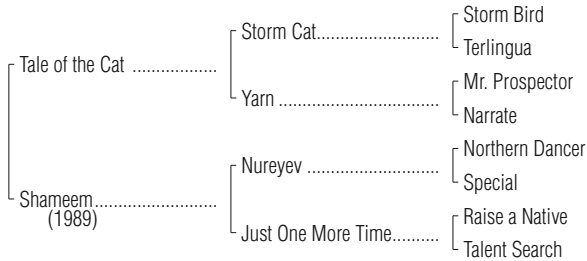 Storm Bird
Storm Cat..............................
Terlingua
Tale of the Cat .................
Mr. Prospector
Yarn .......................................
Narrate
Northern Dancer
Nureyev ................................
Special
Shameem........................
(1989)
Raise a Native
Just One More Time..........
Talent Search